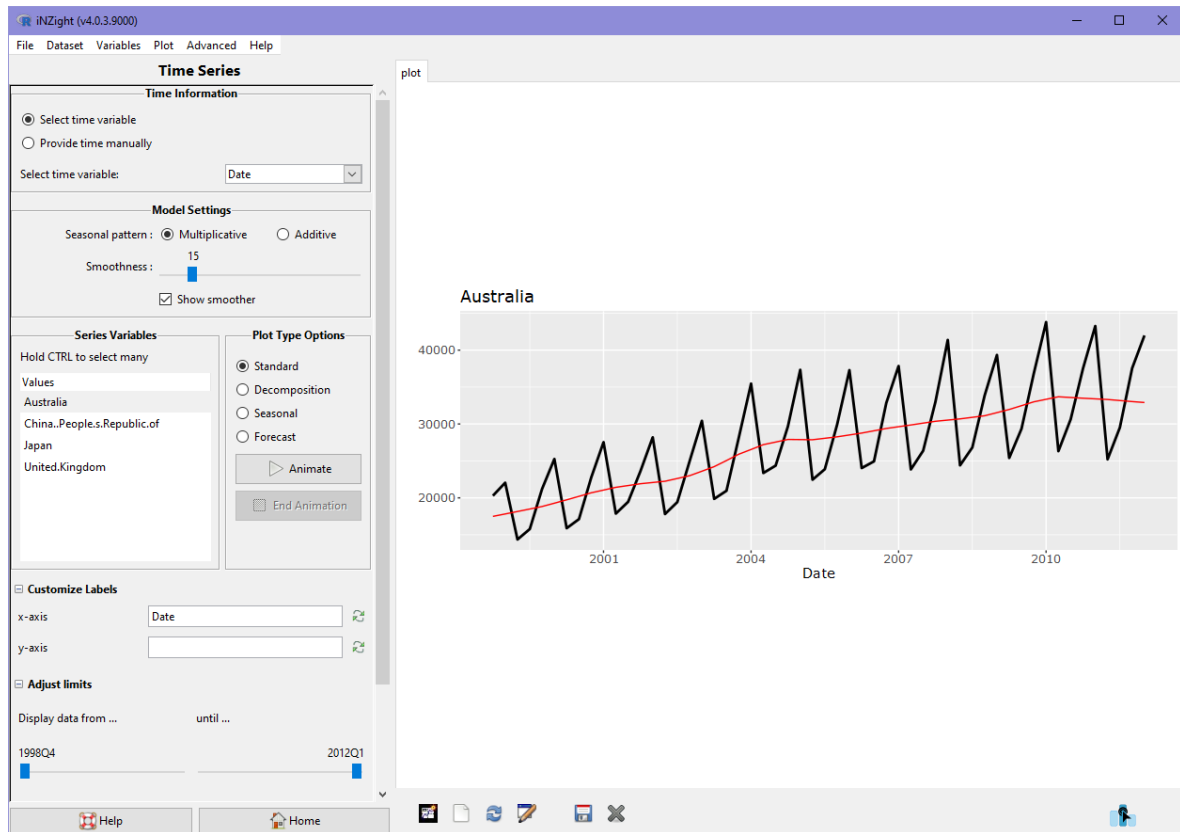 iNZight (v4.0.3.9000)
File Dataset Variables Plot Advanced Help
Time Series
Time Information
Select time variable
Provide time manually
Select time variable: Date
Model Settings
Seasonal pattern : Multiplicative Additive
15
Smoothness :
Show smoother
Series Variables
Hold CTRL to select many
Values
Australia
China..People.s.Republic.of
Japan
United.Kingdom
Plot Type Options
Standard
Decomposition
Seasonal
Forecast
Animate
End Animation
Customize Labels
x-axis Date
y-axis
Adjust limits
Display data from ... until ...
1998Q4 2012Q1
Help Home
plot
Australia
40000
30000
20000
2001 2004 2007 2010
Date